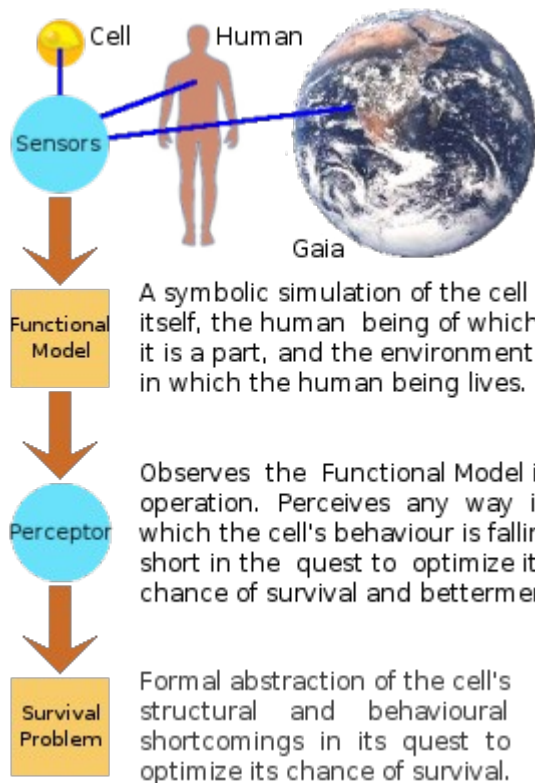 Cell
Human
Sensors
Gaia
Functional
Model
A symbolic simulation of the cell
itself, the human being of which
it is a part, and the environment
in which the human being lives.
Perceptor
Observes the Functional Model
operation. Perceives any way
which the cell's behaviour is
short in the quest to optimize
chance of survival and
Survival
Problem
Formal abstraction of the cell's
structural and behavioural
shortcomings in its quest to
optimize its chance of survival.